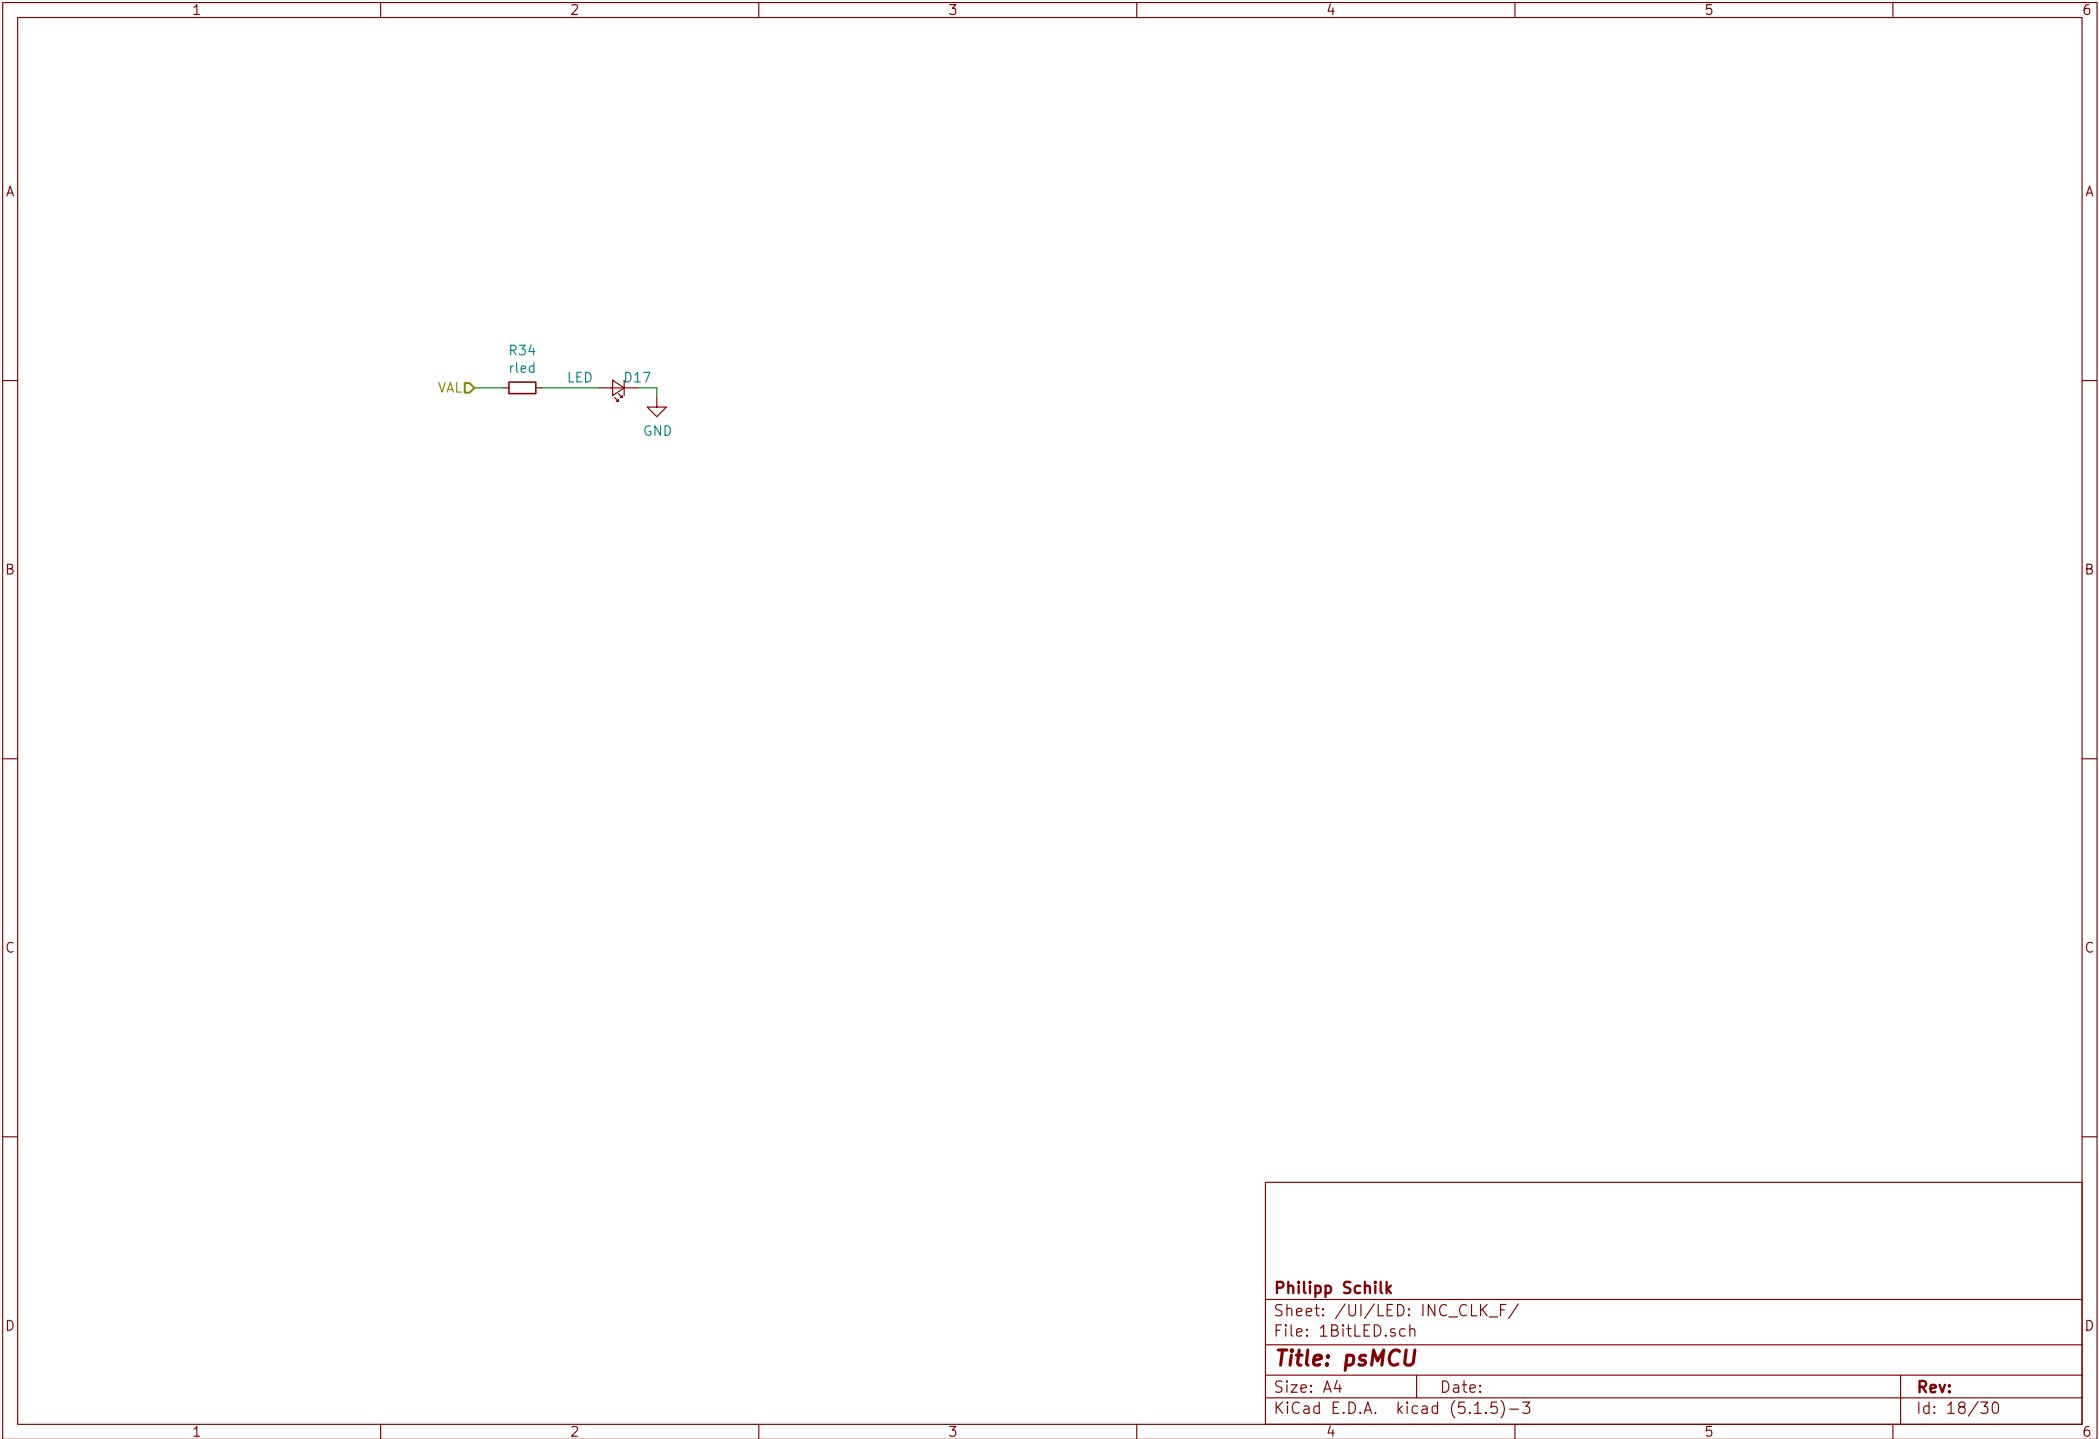 1 2 3 4 5 6
A A
R34
rled
VAL LED D17
GND
B B
C C
Philipp Schilk
Sheet: /UI/LED: INC_CLK_F/
File: 1BitLED.sch
D D
Title: psMCU
Size: A4 Date: Rev:
KiCad E.D.A. kicad (5.1.5)-3 Id: 18/30
1 2 3 4 5 6